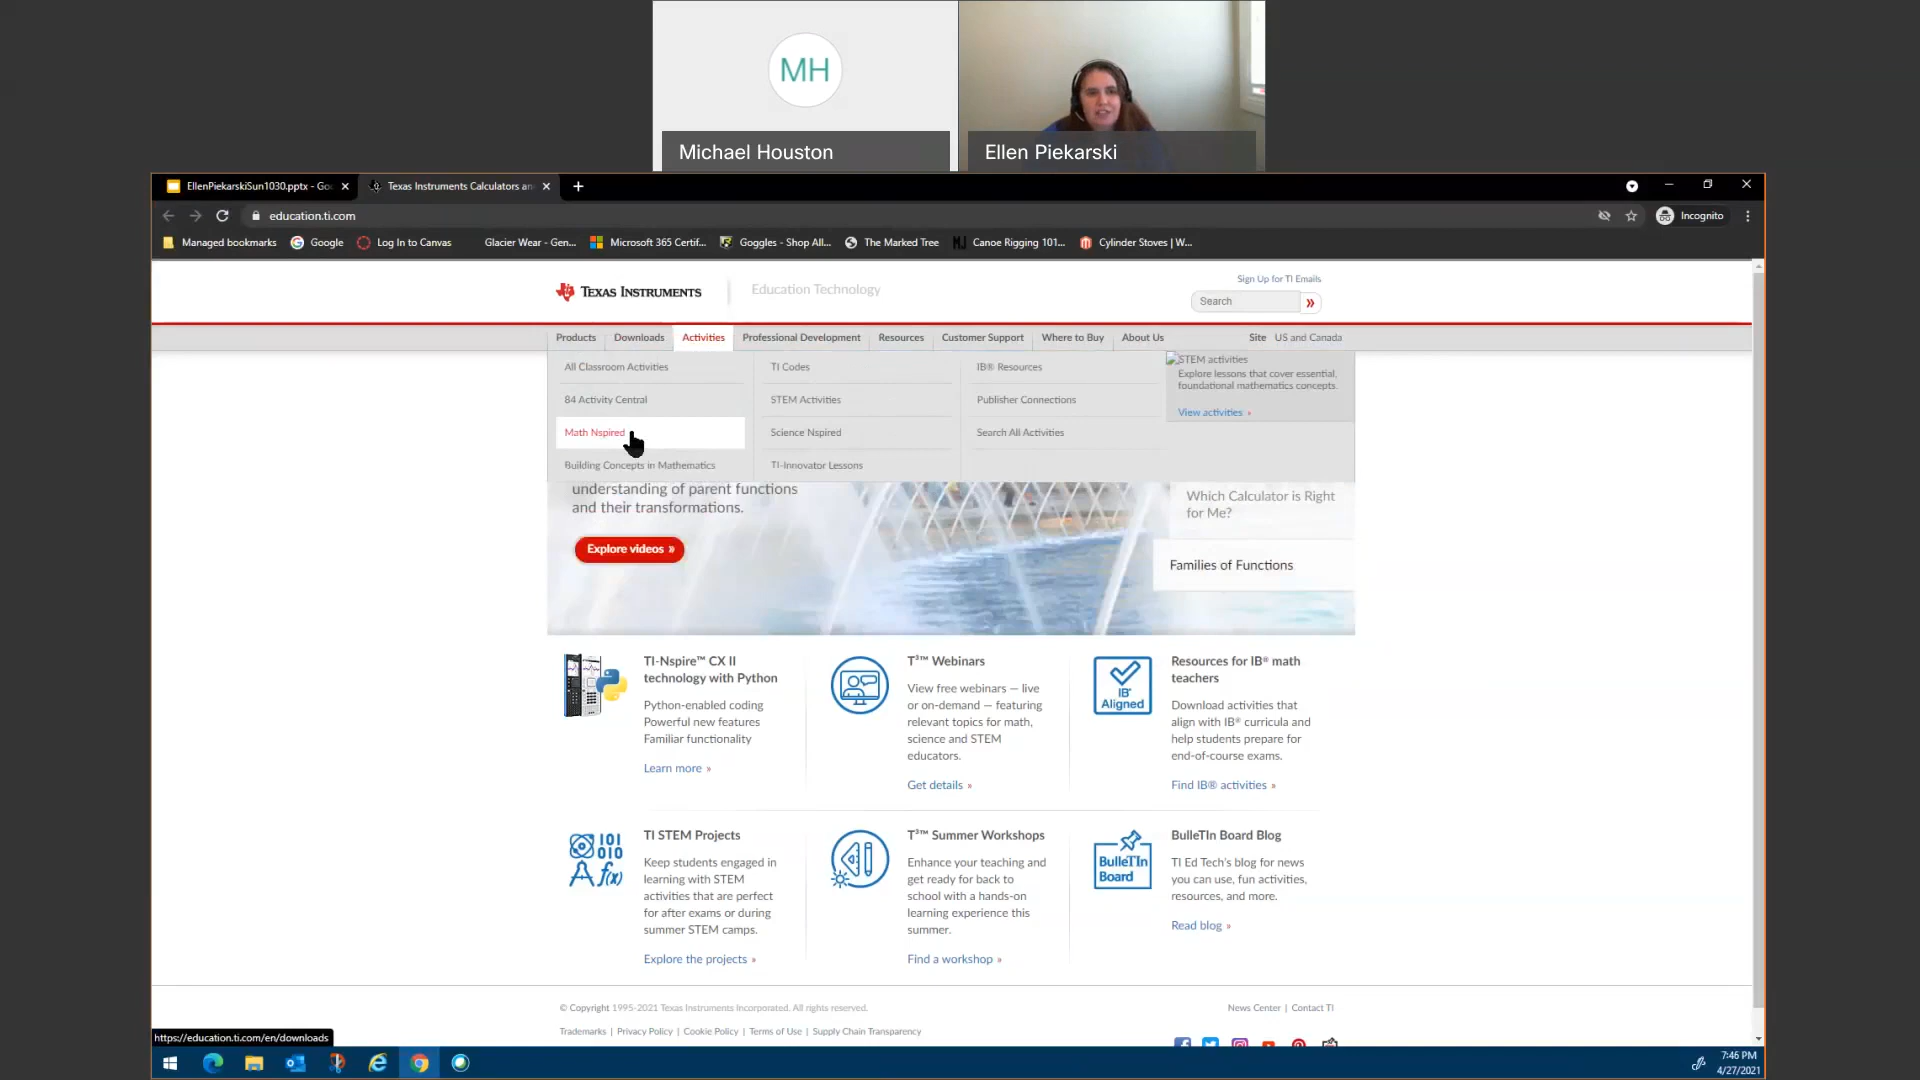 MH
Michael Houston
Ellen Piekarski
EllenPiekarskiSun1030.pptx - Goo
Texas Instruments Calculators an
education.ti.com
Incognito
Managed bookmarks
Google
Log In to Canvas
Glacier Wear - Gen...
Microsoft 365 Certif...
Goggles - Shop All...
The Marked Tree
Canoe Rigging 101...
Cylinder Stoves | W...
Sign Up for TI Emails
TEXAS INSTRUMENTS
Education Technology
Search
Products
Downloads
Activities
Professional Development
Resources
Customer Support
Where to Buy
About Us
Site US and Canada
All Classroom Activities
84 Activity Central
Math Nspired
Building Concepts in Mathematics
TI Codes
STEM Activities
Science Nspired
TI-Innovator Lessons
IB® Resources
Publisher Connections
Search All Activities
STEM activities
Explore lessons that cover essential,
foundational mathematics concepts.
View activities ›
understanding of parent functions
and their transformations.
Explore videos »
Which Calculator is Right
for Me?
Families of Functions
TI-Nspire™ CX II
technology with Python
Python-enabled coding
Powerful new features
Familiar functionality
Learn more »
T³™ Webinars
View free webinars — live
or on-demand — featuring
relevant topics for math,
science and STEM
educators.
Get details »
IB®
Aligned
Resources for IB® math
teachers
Download activities that
align with IB® curricula and
help students prepare for
end-of-course exams.
Find IB® activities »
101
010
f(x)
TI STEM Projects
Keep students engaged in
learning with STEM
activities that are perfect
for after exams or during
summer STEM camps.
Explore the projects »
T³™ Summer Workshops
Enhance your teaching and
get ready for back to
school with a hands-on
learning experience this
summer.
Find a workshop »
BulleTIn
Board
BulleTIn Board Blog
TI Ed Tech's blog for news
you can use, fun activities,
resources, and more.
Read blog »
© Copyright 1995-2021 Texas Instruments Incorporated. All rights reserved.
News Center | Contact TI
Trademarks | Privacy Policy | Cookie Policy | Terms of Use | Supply Chain Transparency
https://education.ti.com/en/downloads
7:46 PM
4/27/2021